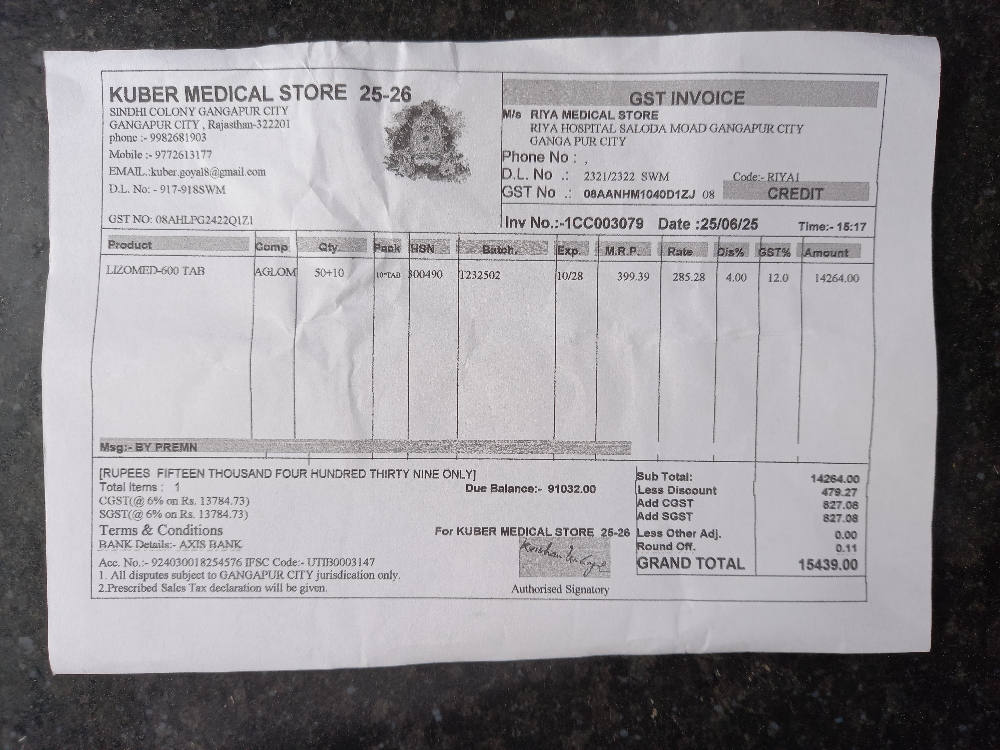 KUBER MEDICAL STORE 25-26
SINDHI COLONY GANGAPUR CITY
GANGAPUR CITY , Rajasthan-322201
phone :- 9982681903
Mobile :- 9772613177
EMAIL.:kuber.goyal8@gmail.com
D.L. No: - 917-918SWM
GST NO: 08AHLPG2422Q1Z1
GST INVOICE
M/s RIYA MEDICAL STORE
RIYA HOSPITAL SALODA MOAD GANGAPUR CITY
GANGA PUR CITY
Phone No : ,
D.L. No .: 2321/2322 SWM Code:- RIYA1
GST No .: 08AANHM1040D1ZJ 08 CREDIT
Inv No.:-1CC003079 Date :25/06/25 Time:- 15:17
Product Comp Qty. Pack HSN Batch. Exp. M.R.P. Rate Dis% GST% Amount
LIZOMED-600 TAB AGLOM 50+10 10*TAB 300490 T232502 10/28 399.39 285.28 4.00 12.0 14264.00
Msg:- BY PREMN
[RUPEES FIFTEEN THOUSAND FOUR HUNDRED THIRTY NINE ONLY]
Total Items : 1 Due Balance:- 91032.00
CGST(@ 6% on Rs. 13784.73)
SGST(@ 6% on Rs. 13784.73)
Terms & Conditions
BANK Details:- AXIS BANK
Acc. No.:- 924030018254576 IFSC Code:- UTIB0003147
1. All disputes subject to GANGAPUR CITY jurisdication only.
2.Prescribed Sales Tax declaration will be given.
For KUBER MEDICAL STORE 25-26
Authorised Signatory
Sub Total: 14264.00
Less Discount 479.27
Add CGST 827.08
Add SGST 827.08
Less Other Adj. 0.00
Round Off. 0.11
GRAND TOTAL 15439.00